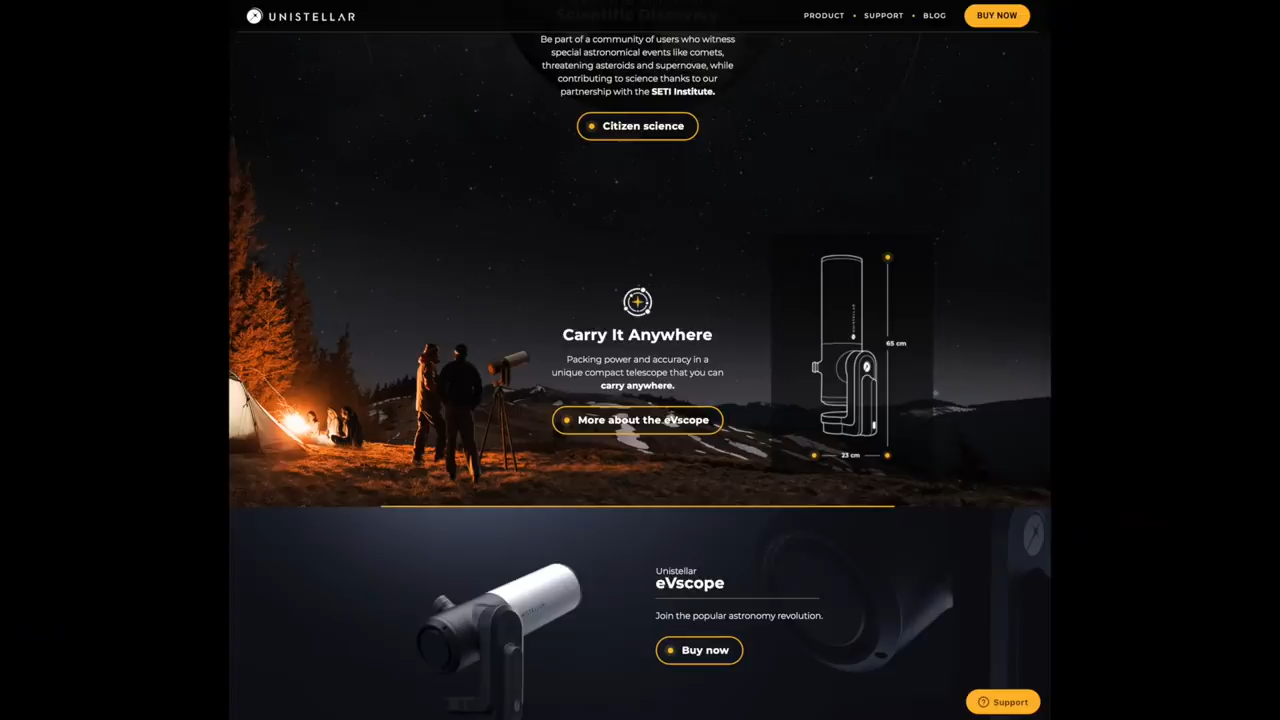 UNISTELLAR
PRODUCT • SUPPORT • BLOG
BUY NOW
Scientific Discovery
Be part of a community of users who witness
special astronomical events like comets,
threatening asteroids and supernovae, while
contributing to science thanks to our
partnership with the SETI Institute.
Citizen science
Carry It Anywhere
Packing power and accuracy in a
unique compact telescope that you can
carry anywhere.
More about the eVscope
UNISTELLAR
65 cm
23 cm
Unistellar
eVscope
Join the popular astronomy revolution.
Buy now
Support